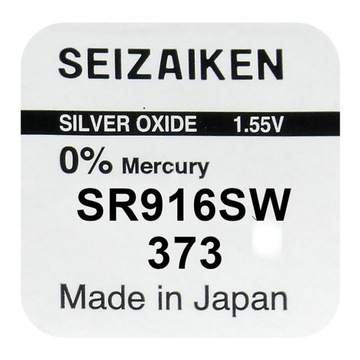 SEIZAIKEN
SILVER OXIDE 1.55V
0% Mercury
SR916SW
373
Made in Japan